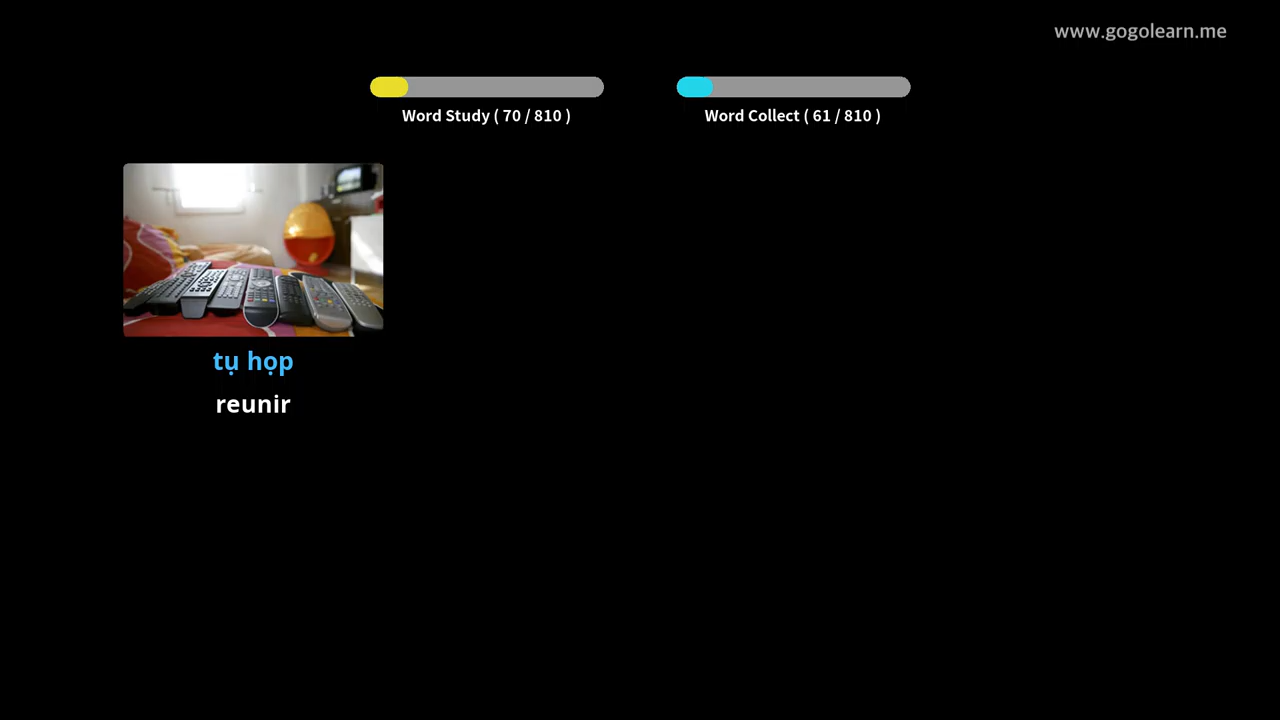 www.gogolearn.me
Word Study ( 70 / 810 )
Word Collect ( 61 / 810 )
tụ họp
reunir